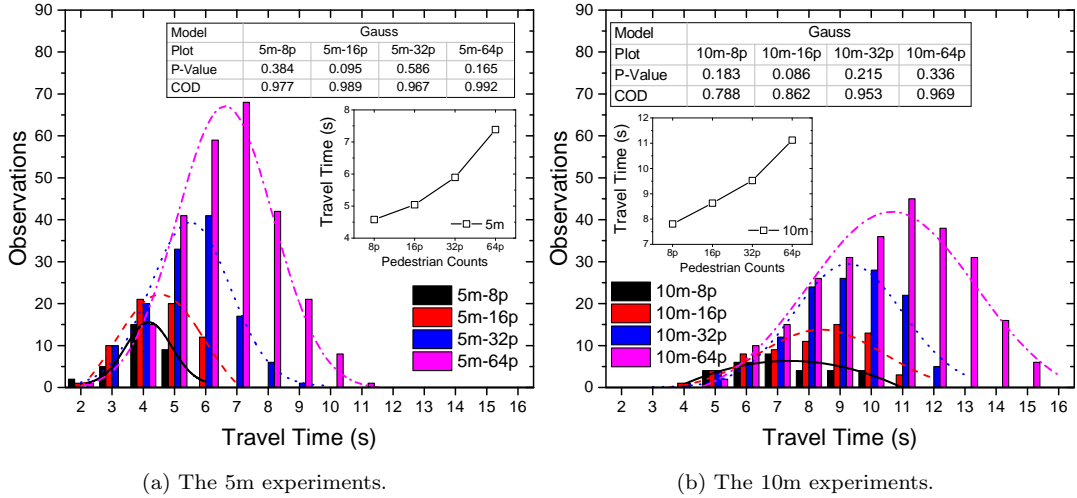 90
80
70
60
50
40
30
20
10
0
Observations
Model Gauss
Plot 5m-8p 5m-16p 5m-32p 5m-64p
P-Value 0.384 0.095 0.586 0.165
COD 0.977 0.989 0.967 0.992
8
7
6
5
4
Travel Time (s)
5m
8p 16p 32p 64p
Pedestrian Counts
5m-8p
5m-16p
5m-32p
5m-64p
2 3 4 5 6 7 8 9 10 11 12 13 14 15 16
Travel Time (s)
(a) The 5m experiments.
90
80
70
60
50
40
30
20
10
0
Observations
Model Gauss
Plot 10m-8p 10m-16p 10m-32p 10m-64p
P-Value 0.183 0.086 0.215 0.336
COD 0.788 0.862 0.953 0.969
12
11
10
9
8
7
Travel Time (s)
10m
8p 16p 32p 64p
Pedestrian Counts
10m-8p
10m-16p
10m-32p
10m-64p
2 3 4 5 6 7 8 9 10 11 12 13 14 15 16
Travel Time (s)
(b) The 10m experiments.